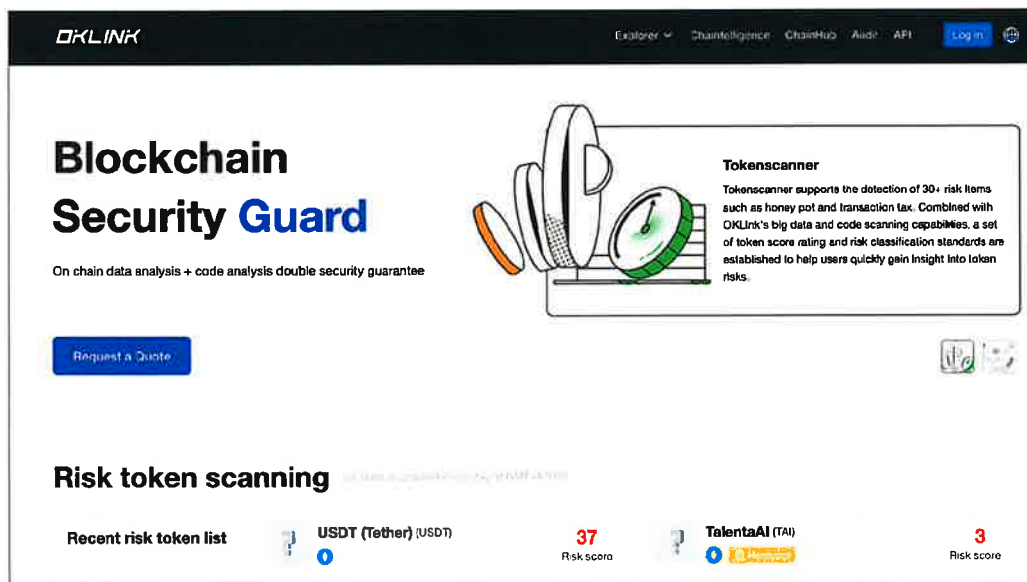 OKLINK
Explorer Chaintelligence ChainHub Audit API Log in
Blockchain
Security Guard
On chain data analysis + code analysis double security guarantee
Request a Quote
Tokenscanner
Tokenscanner supports the detection of 30+ risk items
such as honey pot and transaction tax. Combined with
OKLink's big data and code scanning capabilities, a set
of token score rating and risk classification standards are
established to help users quickly gain insight into token
risks.
Risk token scanning
Recent risk token list
USDT (Tether) (USDT)
37
Risk score
TalentaAI (TAI)
3
Risk score